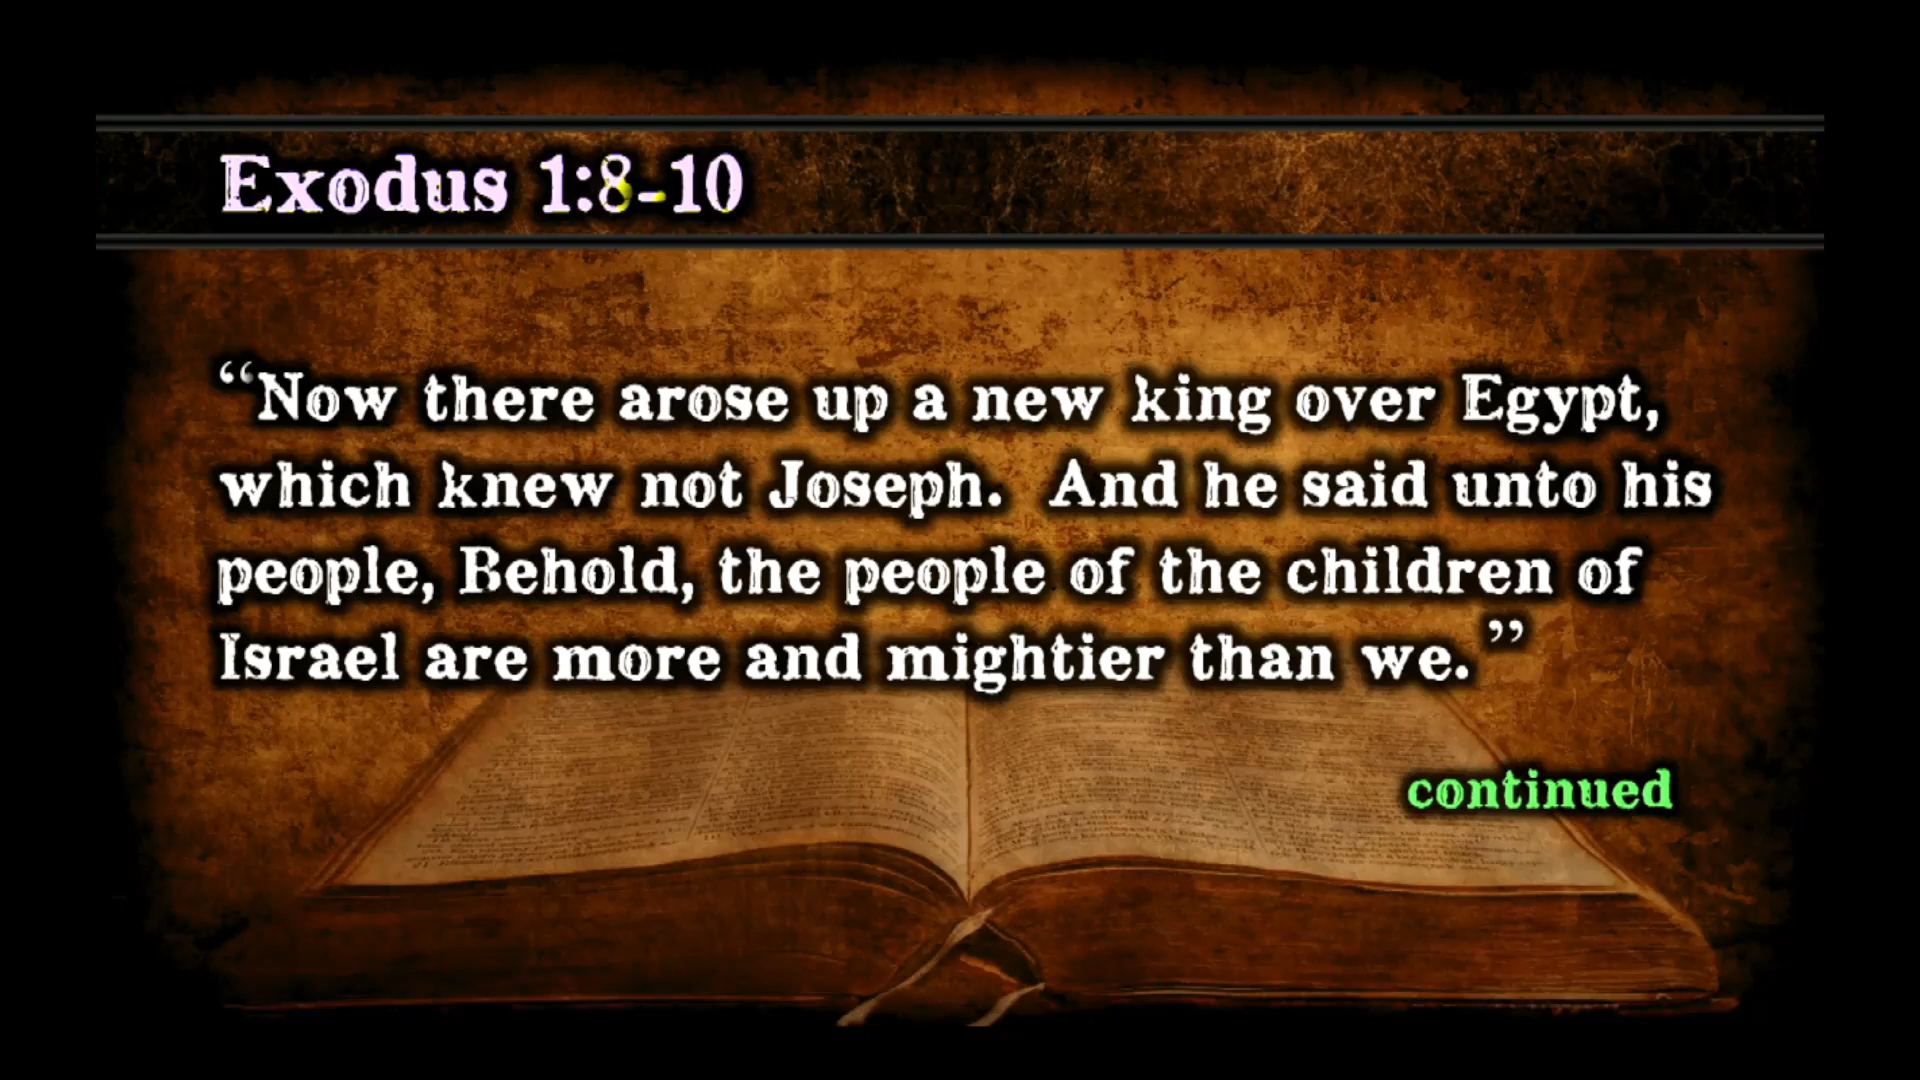 Exodus 1:8-10
“Now there arose up a new king over Egypt,
which knew not Joseph.  And he said unto his
people, Behold, the people of the children of
Israel are more and mightier than we.”
continued